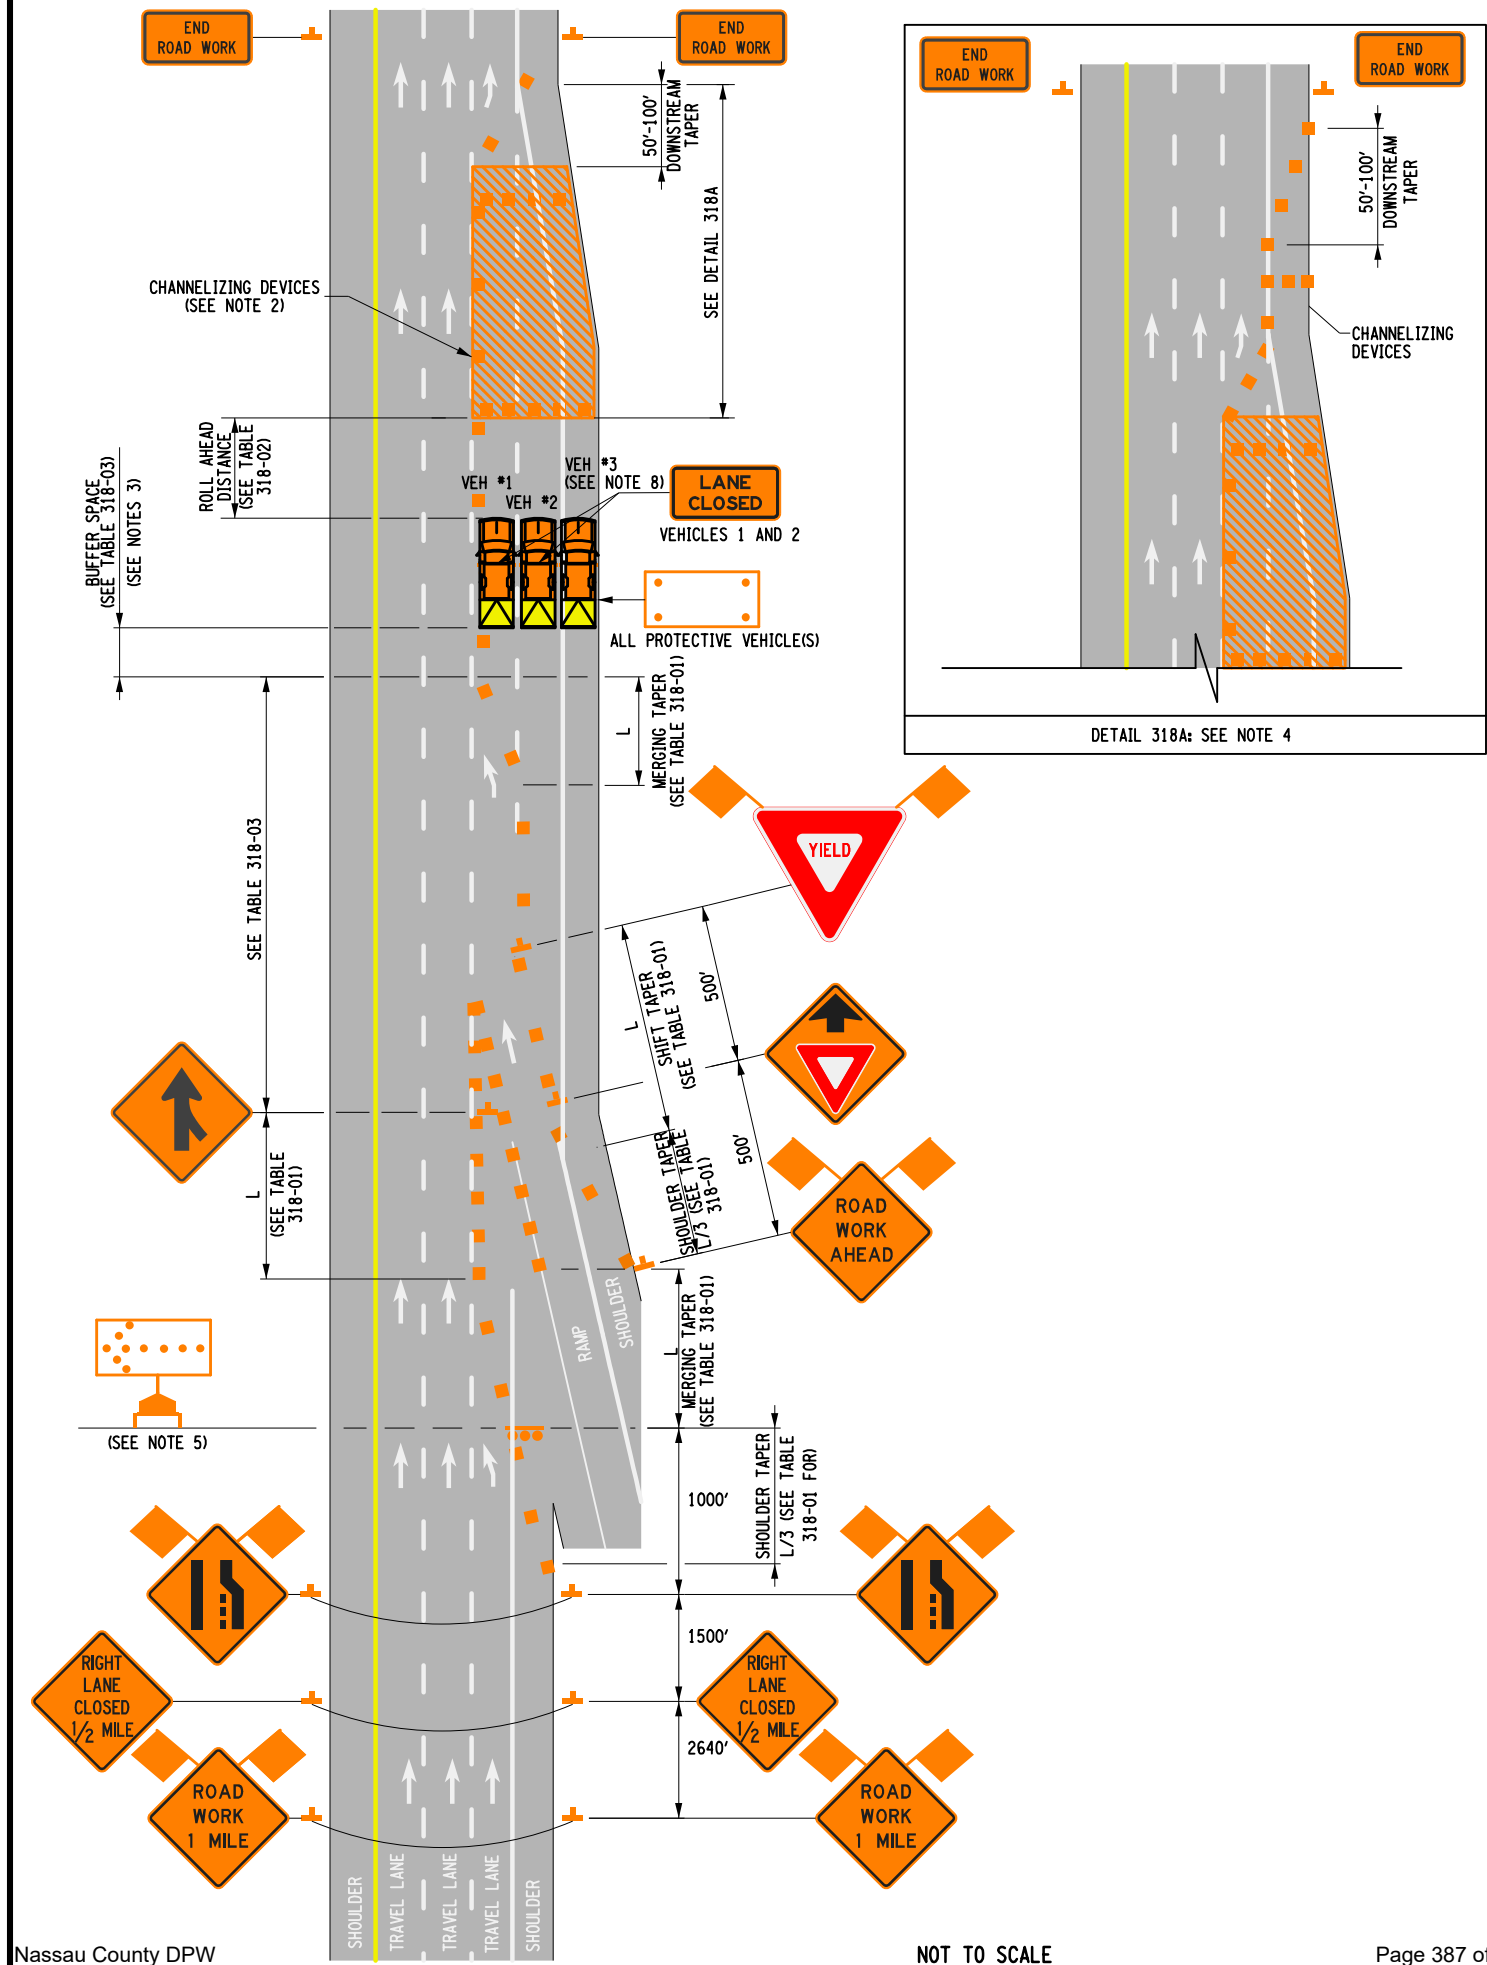 END
ROAD WORK
END
ROAD WORK
END
ROAD WORK
END
ROAD WORK
50'-100'
DOWNSTREAM
TAPER
SEE DETAIL 318A
50'-100'
DOWNSTREAM
TAPER
CHANNELIZING DEVICES
(SEE NOTE 2)
CHANNELIZING
DEVICES
ROLL AHEAD
DISTANCE
(SEE TABLE
318-02)
BUFFER SPACE
(SEE TABLE 318-03)
(SEE NOTES 3)
VEH #1
VEH #2
VEH #3
(SEE NOTE 8)
LANE
CLOSED
VEHICLES 1 AND 2
ALL PROTECTIVE VEHICLE(S)
L
MERGING TAPER
(SEE TABLE 318-01)
DETAIL 318A: SEE NOTE 4
YIELD
SEE TABLE 318-03
L
SHIFT TAPER
(SEE TABLE 318-01)
500'
500'
SHOULDER TAPER
L/3 (SEE TABLE
318-01)
ROAD
WORK
AHEAD
L
(SEE TABLE
318-01)
RAMP
SHOULDER
L
MERGING TAPER
(SEE TABLE 318-01)
(SEE NOTE 5)
1000'
SHOULDER TAPER
L/3 (SEE TABLE
318-01 FOR)
1500'
RIGHT
LANE
CLOSED
1/2 MILE
RIGHT
LANE
CLOSED
1/2 MILE
2640'
ROAD
WORK
1 MILE
ROAD
WORK
1 MILE
SHOULDER
TRAVEL LANE
TRAVEL LANE
TRAVEL LANE
SHOULDER
Nassau County DPW
NOT TO SCALE
Page 387 of